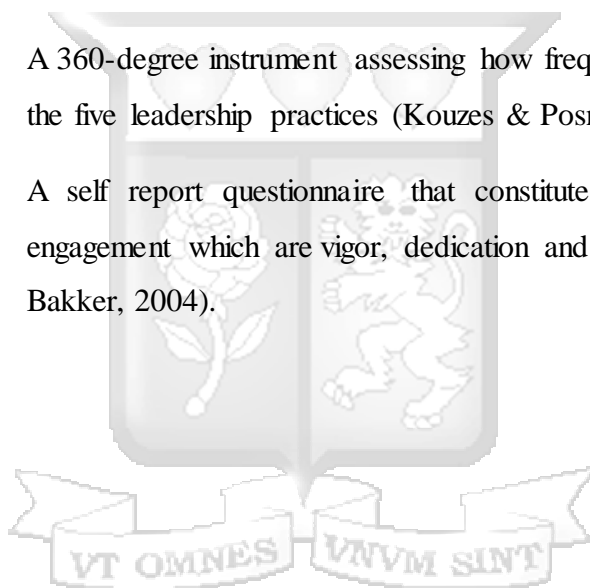 A 360-degree instrument assessing how freq
the five leadership practices (Kouzes & Posn
A self report questionnaire that constitute
engagement which are vigor, dedication and
Bakker, 2004).
VT OMNES VNVM SINT